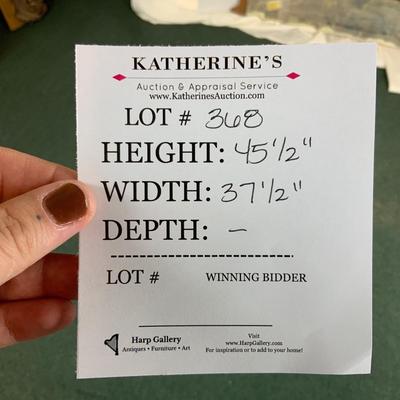 KATHERINE'S
Auction & Appraisal Service
www.KatherinesAuction.com
LOT # 368
HEIGHT: 45 1/2"
WIDTH: 37 1/2"
DEPTH: –
LOT # WINNING BIDDER
Harp Gallery
Antiques • Furniture • Art
Visit
www.HarpGallery.com
For inspiration or to add to your home!